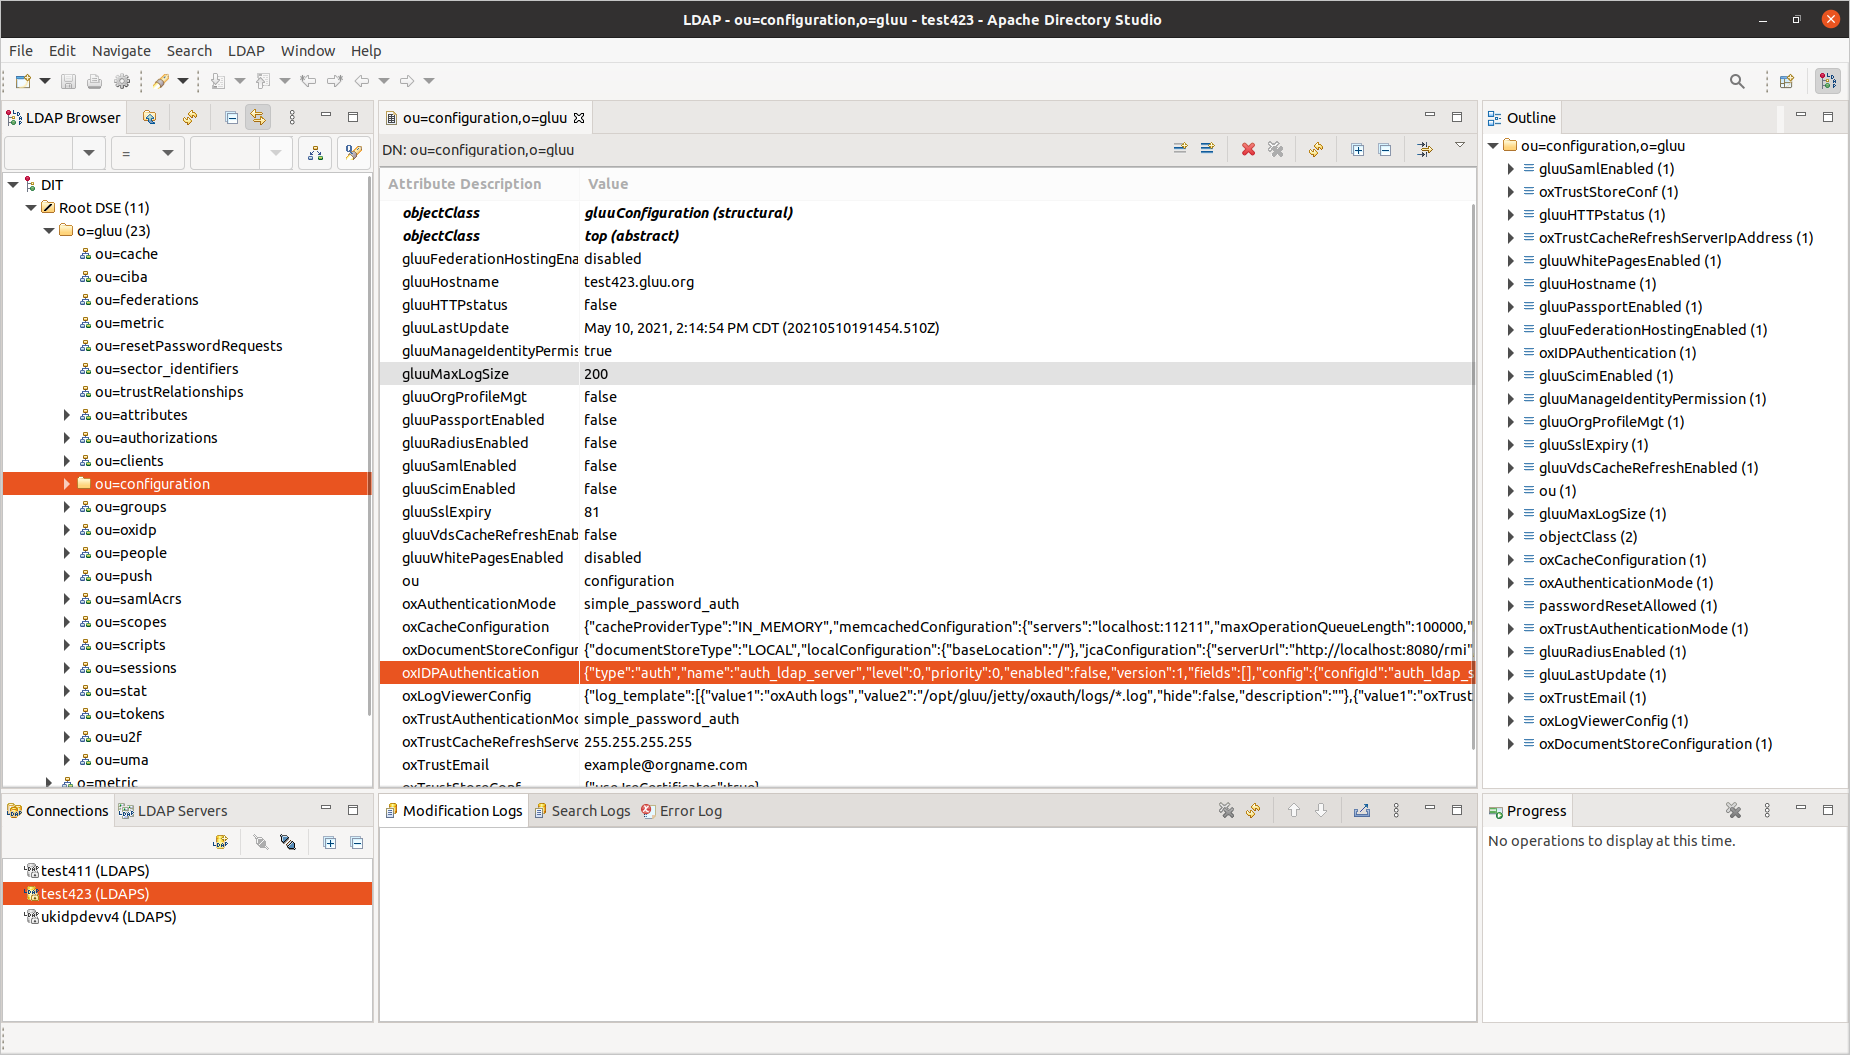 LDAP - ou=configuration,o=gluu - test423 - Apache Directory Studio
File Edit Navigate Search LDAP Window Help
LDAP Browser
=
DIT
Root DSE (11)
o=gluu (23)
ou=cache
ou=ciba
ou=federations
ou=metric
ou=resetPasswordRequests
ou=sector_identifiers
ou=trustRelationships
ou=attributes
ou=authorizations
ou=clients
ou=configuration
ou=groups
ou=oxidp
ou=people
ou=push
ou=samlAcrs
ou=scopes
ou=scripts
ou=sessions
ou=stat
ou=tokens
ou=u2f
ou=uma
o=metric
ou=configuration,o=gluu
DN: ou=configuration,o=gluu
Attribute Description Value
objectClass gluuConfiguration (structural)
objectClass top (abstract)
gluuFederationHostingEna disabled
gluuHostname test423.gluu.org
gluuHTTPstatus false
gluuLastUpdate May 10, 2021, 2:14:54 PM CDT (20210510191454.510Z)
gluuManageIdentityPermis true
gluuMaxLogSize 200
gluuOrgProfileMgt false
gluuPassportEnabled false
gluuRadiusEnabled false
gluuSamlEnabled false
gluuScimEnabled false
gluuSslExpiry 81
gluuVdsCacheRefreshEnab false
gluuWhitePagesEnabled disabled
ou configuration
oxAuthenticationMode simple_password_auth
oxCacheConfiguration {"cacheProviderType":"IN_MEMORY","memcachedConfiguration":{"servers":"localhost:11211","maxOperationQueueLength":100000,"
oxDocumentStoreConfigur {"documentStoreType":"LOCAL","localConfiguration":{"baseLocation":"/"},"jcaConfiguration":{"serverUrl":"http://localhost:8080/rmi"
oxIDPAuthentication {"type":"auth","name":"auth_ldap_server","level":0,"priority":0,"enabled":false,"version":1,"fields":[],"config":{"configId":"auth_ldap_s
oxLogViewerConfig {"log_template":[{"value1":"oxAuth logs","value2":"/opt/gluu/jetty/oxauth/logs/*.log","hide":false,"description":""},{"value1":"oxTrust
oxTrustAuthenticationMoc simple_password_auth
oxTrustCacheRefreshServe 255.255.255.255
oxTrustEmail example@orgname.com
oxTrustStoreConf {"useJreCertificates":true}
Outline
ou=configuration,o=gluu
gluuSamlEnabled (1)
oxTrustStoreConf (1)
gluuHTTPstatus (1)
oxTrustCacheRefreshServerIpAddress (1)
gluuWhitePagesEnabled (1)
gluuHostname (1)
gluuPassportEnabled (1)
gluuFederationHostingEnabled (1)
oxIDPAuthentication (1)
gluuScimEnabled (1)
gluuManageIdentityPermission (1)
gluuOrgProfileMgt (1)
gluuSslExpiry (1)
gluuVdsCacheRefreshEnabled (1)
ou (1)
gluuMaxLogSize (1)
objectClass (2)
oxCacheConfiguration (1)
oxAuthenticationMode (1)
passwordResetAllowed (1)
oxTrustAuthenticationMode (1)
gluuRadiusEnabled (1)
gluuLastUpdate (1)
oxTrustEmail (1)
oxLogViewerConfig (1)
oxDocumentStoreConfiguration (1)
Connections LDAP Servers
test411 (LDAPS)
test423 (LDAPS)
ukidpdevv4 (LDAPS)
Modification Logs Search Logs Error Log
Progress
No operations to display at this time.